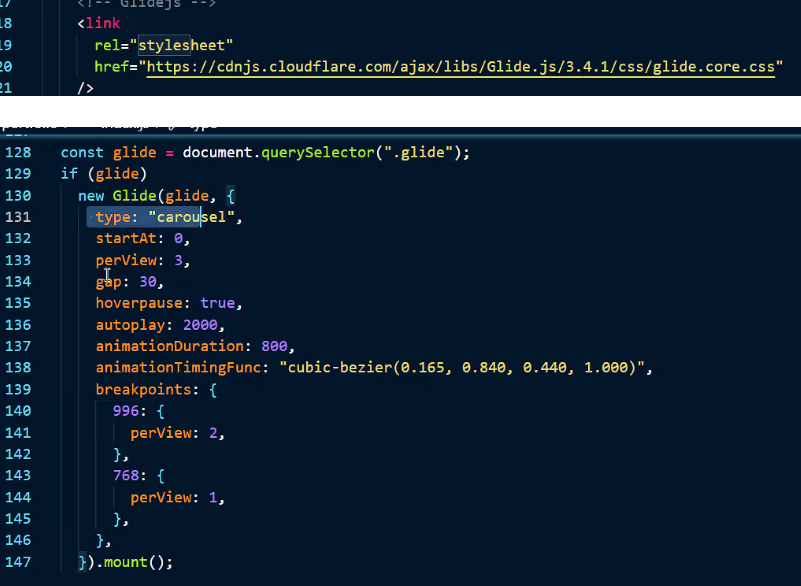 17 <!-- Glidejs -->
18 <link
19 rel="stylesheet"
20 href="https://cdnjs.cloudflare.com/ajax/libs/Glide.js/3.4.1/css/glide.core.css"
21 />
128 const glide = document.querySelector(".glide");
129 if (glide)
130 new Glide(glide, {
131 type: "carousel",
132 startAt: 0,
133 perView: 3,
134 gap: 30,
135 hoverpause: true,
136 autoplay: 2000,
137 animationDuration: 800,
138 animationTimingFunc: "cubic-bezier(0.165, 0.840, 0.440, 1.000)",
139 breakpoints: {
140 996: {
141 perView: 2,
142 },
143 768: {
144 perView: 1,
145 },
146 },
147 }).mount();